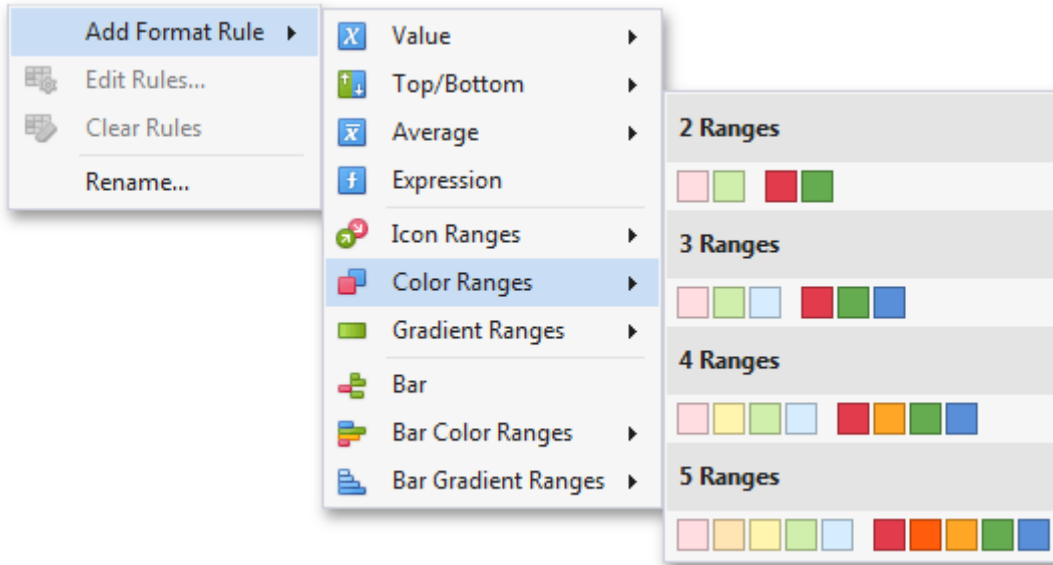 Add Format Rule
Edit Rules...
Clear Rules
Rename...
Value
Top/Bottom
Average
Expression
Icon Ranges
Color Ranges
Gradient Ranges
Bar
Bar Color Ranges
Bar Gradient Ranges
2 Ranges
3 Ranges
4 Ranges
5 Ranges